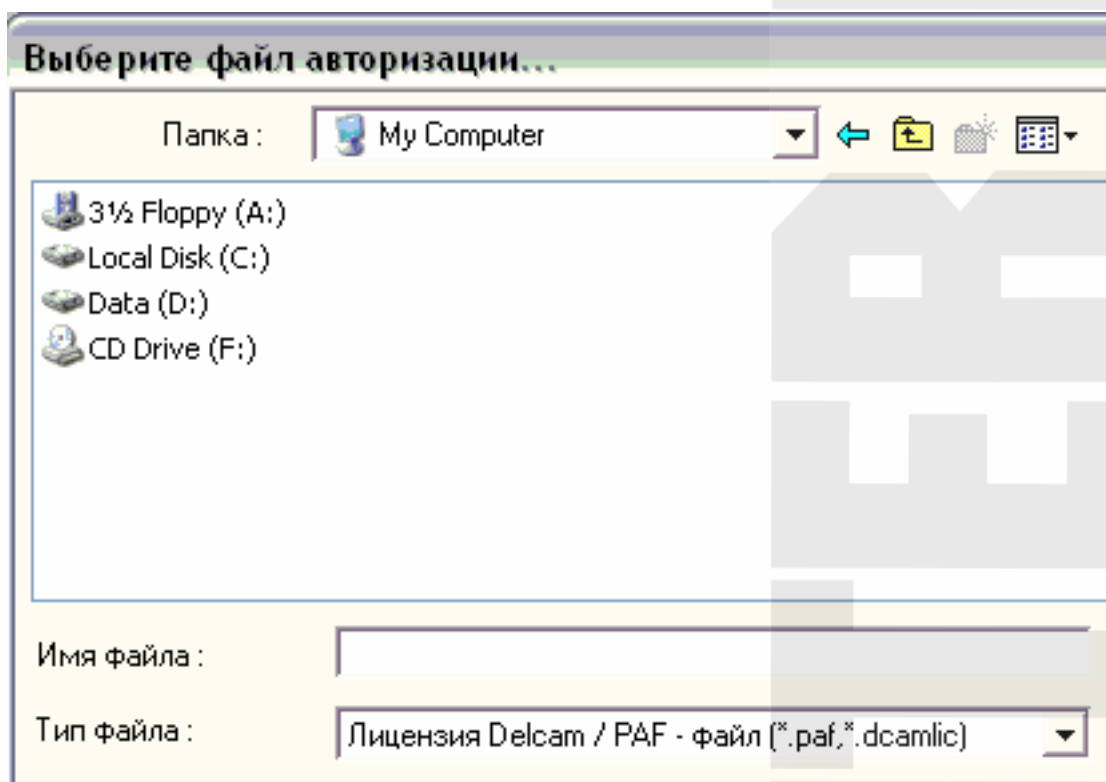 Выберите файл авторизации...
Папка : My Computer
3½ Floppy (A:)
Local Disk (C:)
Data (D:)
CD Drive (F:)
Имя файла :
Тип файла : Лицензия Delcam / PAF - файл (*.paf,*.dcamlic)